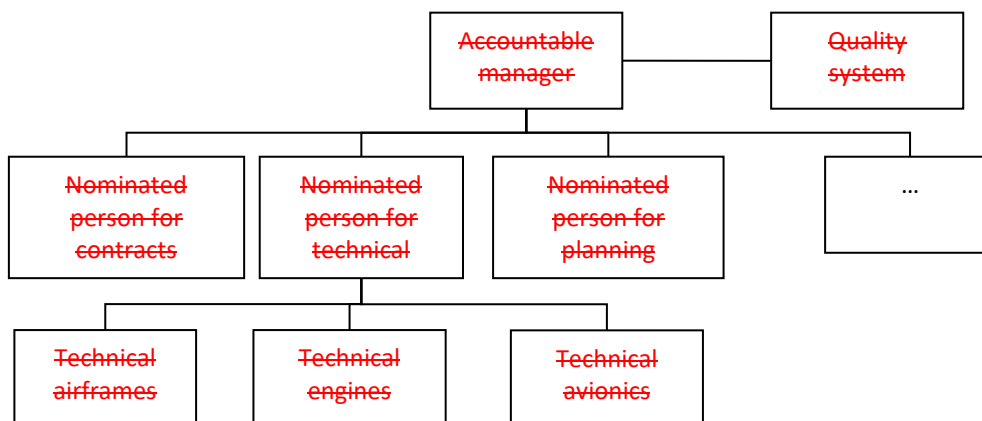 Accountable
manager
Quality
system
Nominated
person for
contracts
Nominated
person for
technical
Nominated
person for
planning
...
Technical
airframes
Technical
engines
Technical
avionics